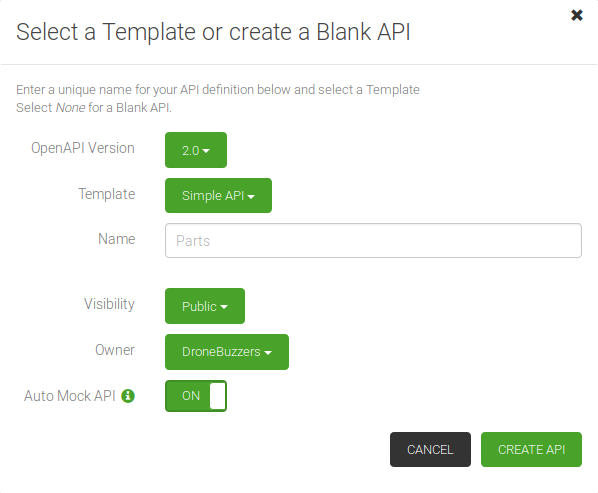 Select a Template or create a Blank API
Enter a unique name for your API definition below and select a Template
Select None for a Blank API.
OpenAPI Version 2.0
Template Simple API
Name Parts
Visibility Public
Owner DroneBuzzers
Auto Mock API ON
CANCEL CREATE API